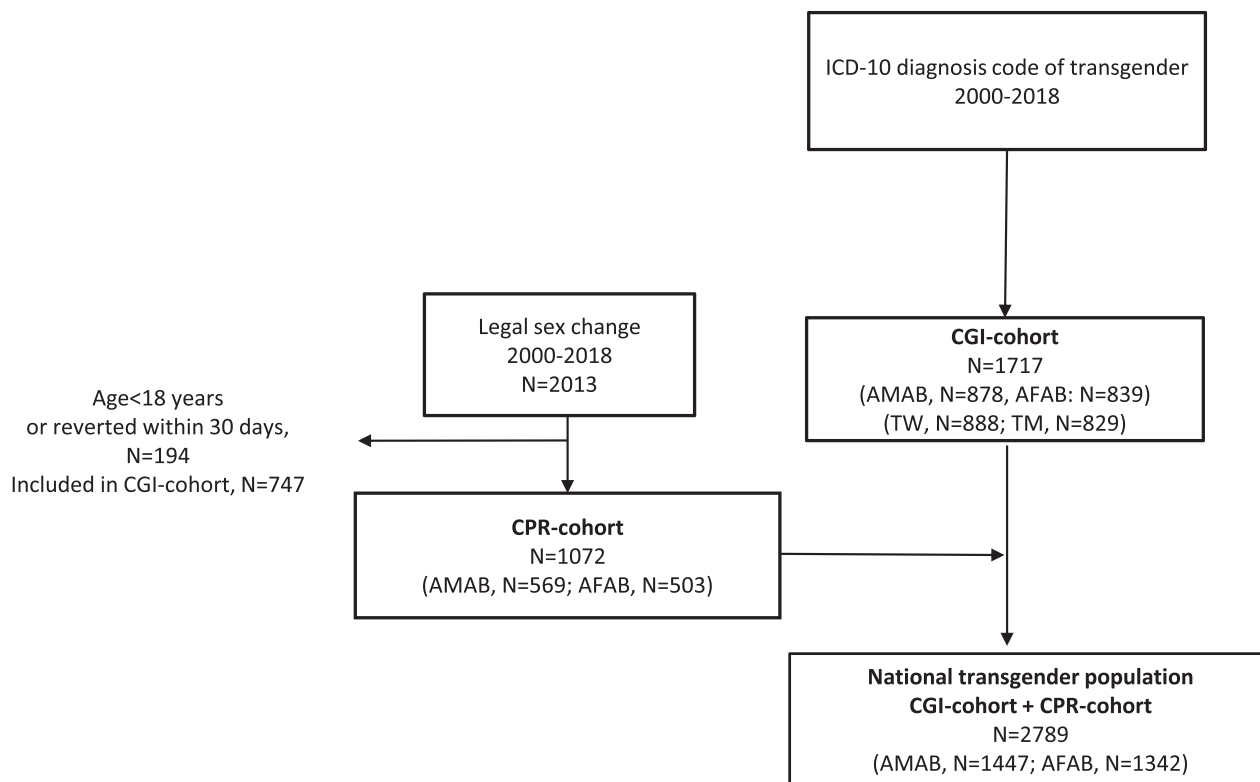 ICD-10 diagnosis code of transgender
2000-2018
Legal sex change
2000-2018
N=2013
Age<18 years
or reverted within 30 days,
N=194
Included in CGI-cohort, N=747
CGI-cohort
N=1717
(AMAB, N=878, AFAB: N=839)
(TW, N=888; TM, N=829)
CPR-cohort
N=1072
(AMAB, N=569; AFAB, N=503)
National transgender population
CGI-cohort + CPR-cohort
N=2789
(AMAB, N=1447; AFAB, N=1342)